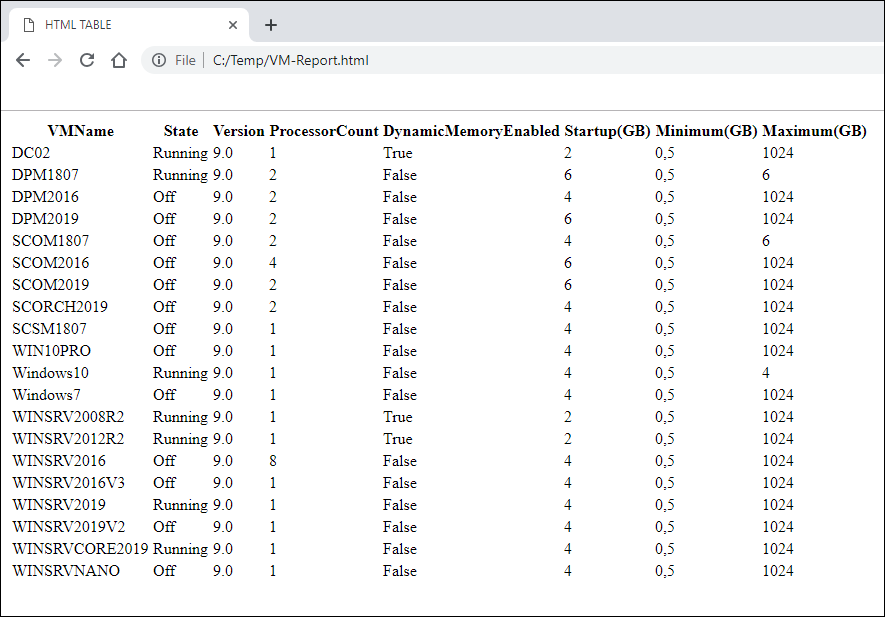 HTML TABLE
File C:/Temp/VM-Report.html
VMName State Version ProcessorCount DynamicMemoryEnabled Startup(GB) Minimum(GB) Maximum(GB)
DC02 Running 9.0 1 True 2 0,5 1024
DPM1807 Running 9.0 2 False 6 0,5 6
DPM2016 Off 9.0 2 False 4 0,5 1024
DPM2019 Off 9.0 2 False 6 0,5 1024
SCOM1807 Off 9.0 2 False 4 0,5 6
SCOM2016 Off 9.0 4 False 6 0,5 1024
SCOM2019 Off 9.0 2 False 6 0,5 1024
SCORCH2019 Off 9.0 2 False 4 0,5 1024
SCSM1807 Off 9.0 1 False 4 0,5 1024
WIN10PRO Off 9.0 1 False 4 0,5 1024
Windows10 Running 9.0 1 False 4 0,5 4
Windows7 Off 9.0 1 False 4 0,5 1024
WINSRV2008R2 Running 9.0 1 True 2 0,5 1024
WINSRV2012R2 Running 9.0 1 True 2 0,5 1024
WINSRV2016 Off 9.0 8 False 4 0,5 1024
WINSRV2016V3 Off 9.0 1 False 4 0,5 1024
WINSRV2019 Running 9.0 1 False 4 0,5 1024
WINSRV2019V2 Off 9.0 1 False 4 0,5 1024
WINSRVCORE2019 Running 9.0 1 False 4 0,5 1024
WINSRVNANO Off 9.0 1 False 4 0,5 1024